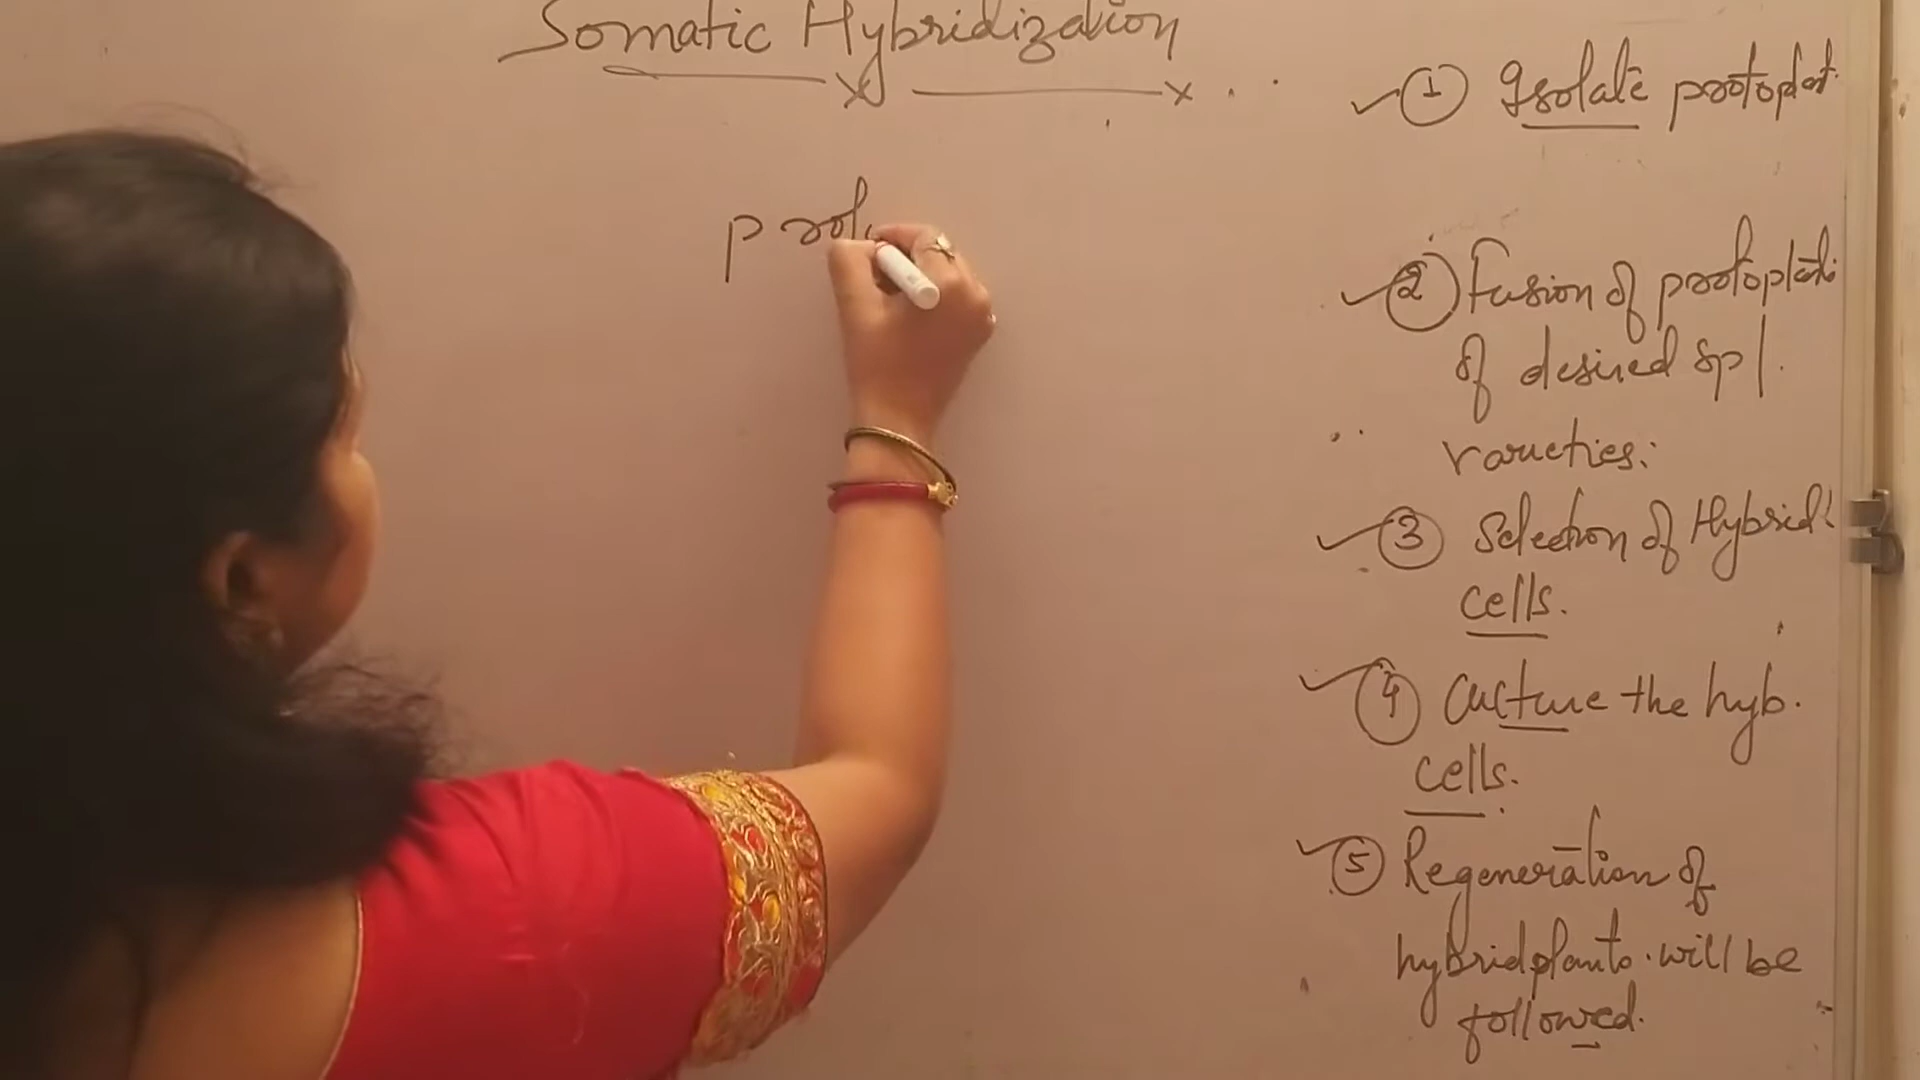 Somatic Hybridization
proto
① Isolate protoplast
② Fusion of protoplasts
of desired sp/.
varieties.
③ Selection of Hybrid
cells.
④ Culture the hyb.
cells.
⑤ Regeneration of
hybrid plants. will be
followed.